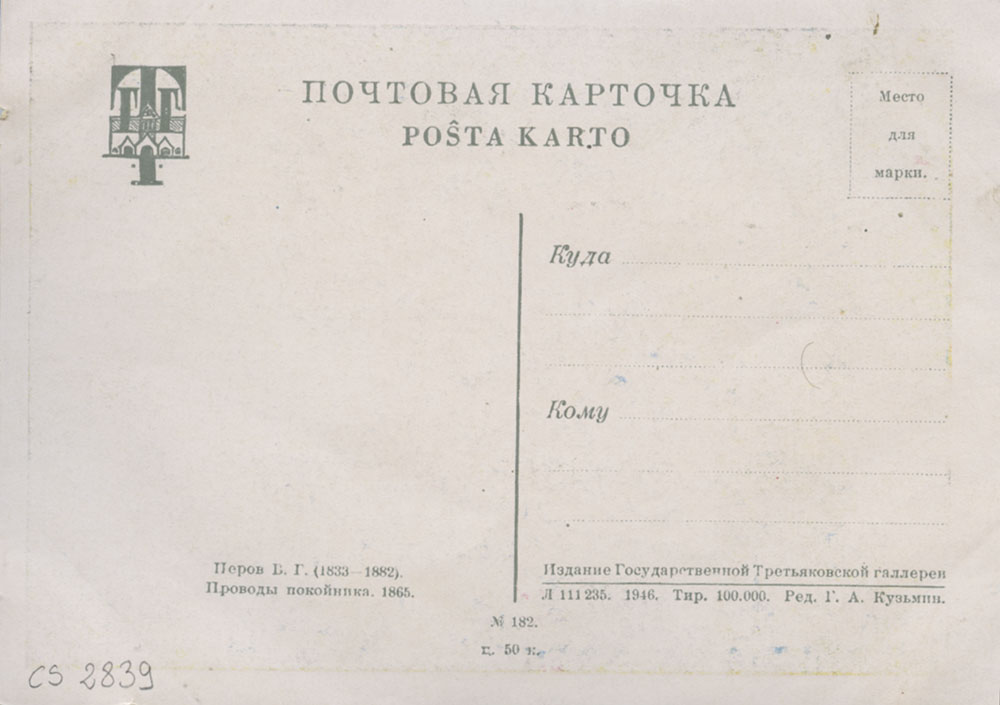 ПОЧТОВАЯ КАРТОЧКА
POŜTA KARTO
Место
для
марки.
Куда
Кому
Перов В. Г. (1833—1882).
Проводы покойника. 1865.
Издание Государственной Третьяковской галлереи
Л 111235. 1946. Тир. 100.000. Ред. Г. А. Кузьмин.
№ 182.
ц. 50 к.
CS 2839